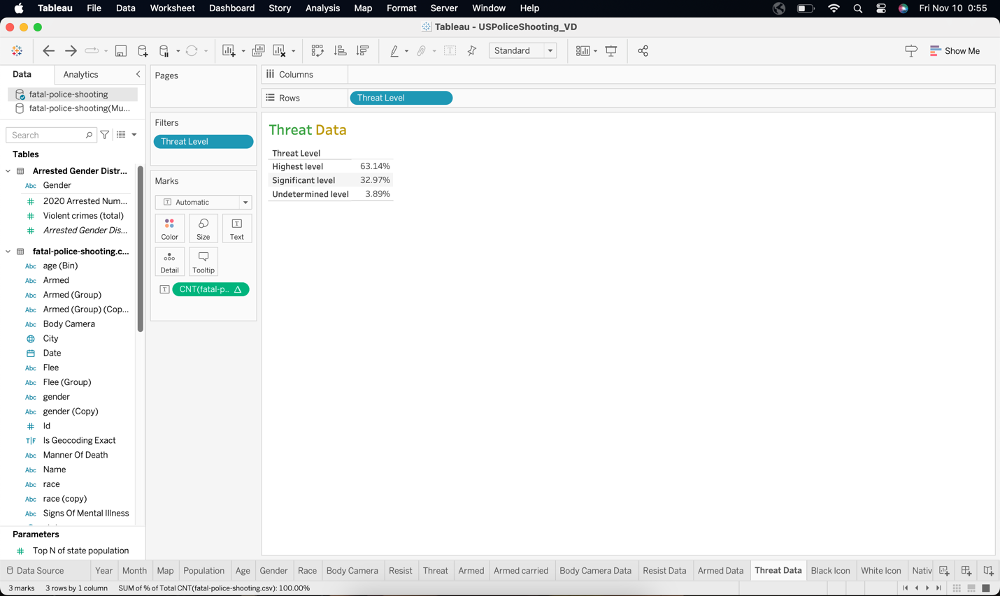 Tableau File Data Worksheet Dashboard Story Analysis Map Format Server Window Help Fri Nov 10 0:55
Tableau - USPoliceShooting_VD
Standard
Show Me
Data Analytics
fatal-police-shooting
fatal-police-shooting(Mu...
Search
Tables
Arrested Gender Distr...
Abc Gender
2020 Arrested Num...
Violent crimes (total)
Arrested Gender Dis...
fatal-police-shooting.c...
Abc age (Bin)
Abc Armed
Abc Armed (Group)
Abc Armed (Group) (Cop...
Abc Body Camera
City
Date
Abc Flee
Abc Flee (Group)
Abc gender
Abc gender (Copy)
Id
T|F Is Geocoding Exact
Abc Manner Of Death
Abc Name
Abc race
Abc race (copy)
Abc Signs Of Mental Illness
Parameters
Top N of state population
Pages
Filters
Threat Level
Marks
T Automatic
Color Size T Text
Detail Tooltip
T CNT(fatal-p..
Columns
Rows Threat Level
Threat Data
Threat Level
Highest level 63.14%
Significant level 32.97%
Undetermined level 3.89%
Data Source Year Month Map Population Age Gender Race Body Camera Resist Threat Armed Armed carried Body Camera Data Resist Data Armed Data Threat Data Black Icon White Icon Nativ
3 marks 3 rows by 1 column SUM of % of Total CNT(fatal-police-shooting.csv): 100.00%